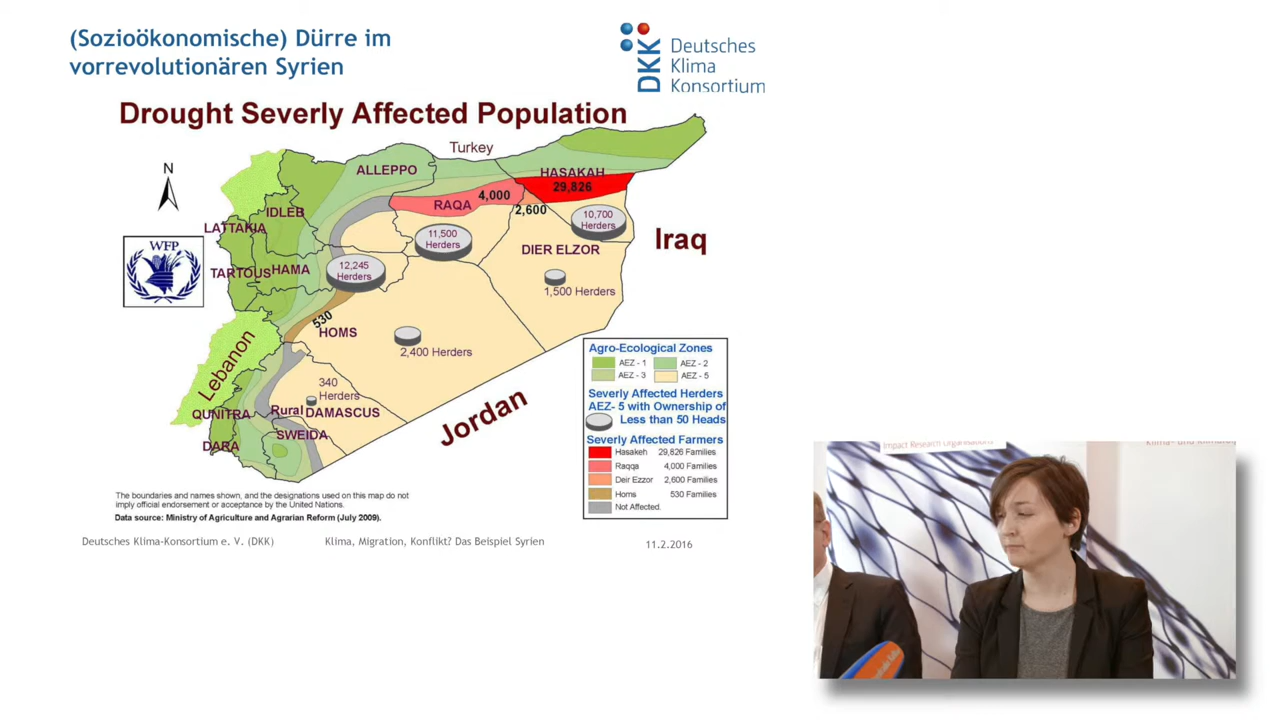 (Sozioökonomische) Dürre im
vorrevolutionären Syrien
DKK
Deutsches
Klima
Konsortium
Drought Severly Affected Population
N
Turkey
ALLEPPO
HASAKAH
29,826
4,000
RAQA
2,600
IDLEB
LATTAKIA
10,700
Herders
11,500
Herders
Iraq
WFP
DIER ELZOR
TARTOUS
HAMA
12,245
Herders
1,500 Herders
530
HOMS
2,400 Herders
Lebanon
340
Herders
Jordan
QUNITRA
Rural DAMASCUS
SWEIDA
DARA
Agro-Ecological Zones
AEZ - 1
AEZ - 2
AEZ - 3
AEZ - 5
Severly Affected Herders
AEZ- 5 with Ownership of
Less than 50 Heads
Severly Affected Farmers
Hasakeh 29,826 Families
Raqqa 4,000 Families
Deir Ezzor 2,600 Families
Homs 530 Families
Not Affected.
The boundaries and names shown, and the designations used on this map do not
imply official endorsement or acceptance by the United Nations.
Data source: Ministry of Agriculture and Agrarian Reform (July 2009).
Deutsches Klima-Konsortium e. V. (DKK)
Klima, Migration, Konflikt? Das Beispiel Syrien
11.2.2016
Impact Research Organisations